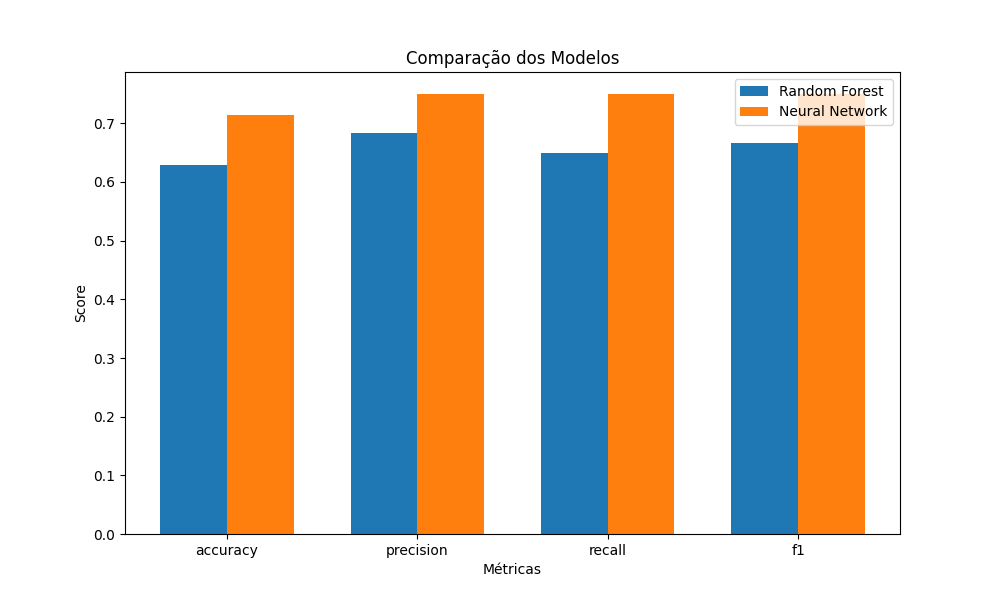 Comparação dos Modelos
Random Forest
Neural Network
Score
0.7
0.6
0.5
0.4
0.3
0.2
0.1
0.0
accuracy precision recall f1
Métricas